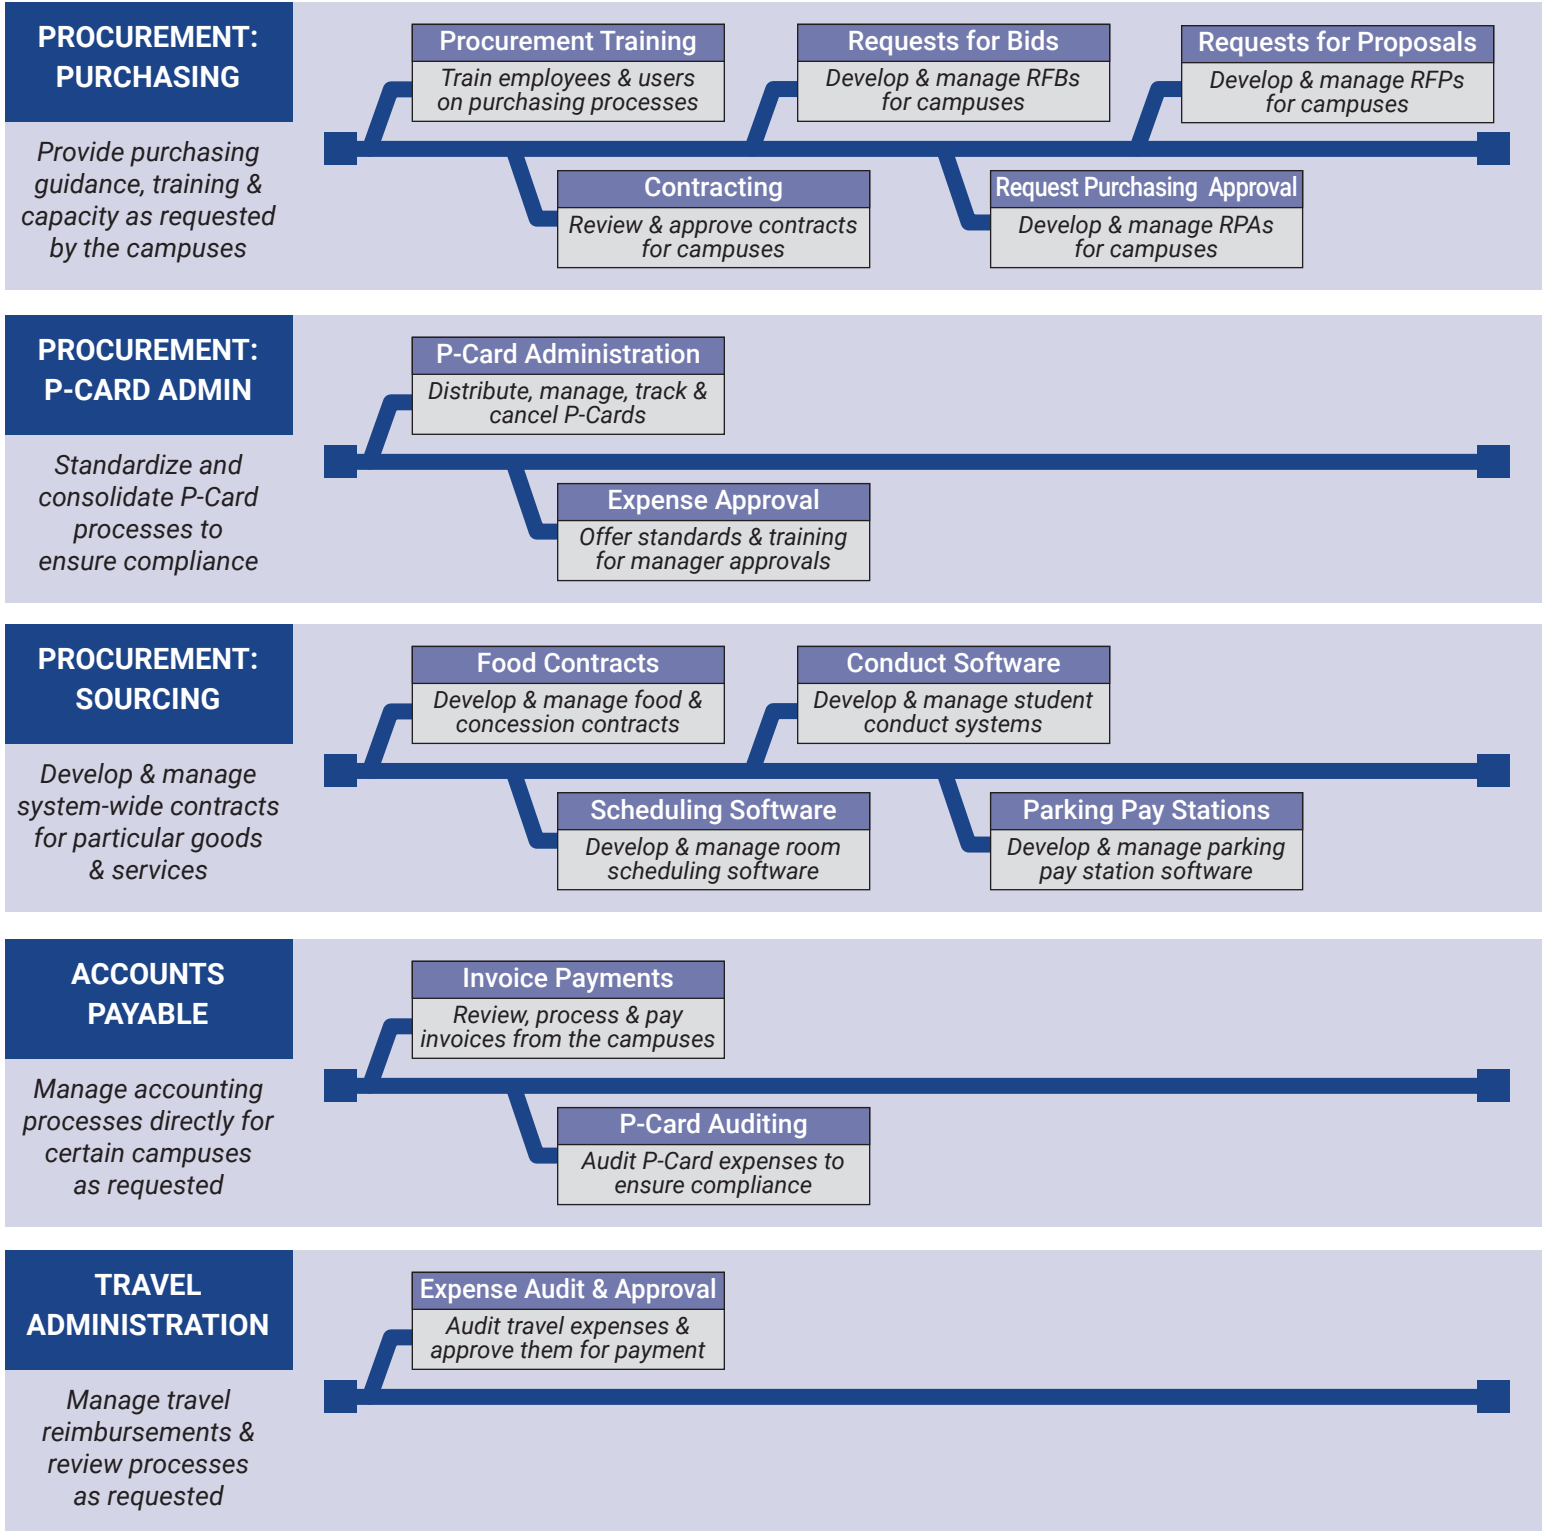 PROCUREMENT:
PURCHASING
Provide purchasing
guidance, training &
capacity as requested
by the campuses
Procurement Training
Train employees & users
on purchasing processes
Requests for Bids
Develop & manage RFBs
for campuses
Requests for Proposals
Develop & manage RFPs
for campuses
Contracting
Review & approve contracts
for campuses
Request Purchasing Approval
Develop & manage RPAs
for campuses
PROCUREMENT:
P-CARD ADMIN
Standardize and
consolidate P-Card
processes to
ensure compliance
P-Card Administration
Distribute, manage, track &
cancel P-Cards
Expense Approval
Offer standards & training
for manager approvals
PROCUREMENT:
SOURCING
Develop & manage
system-wide contracts
for particular goods
& services
Food Contracts
Develop & manage food &
concession contracts
Conduct Software
Develop & manage student
conduct systems
Scheduling Software
Develop & manage room
scheduling software
Parking Pay Stations
Develop & manage parking
pay station software
ACCOUNTS
PAYABLE
Manage accounting
processes directly for
certain campuses
as requested
Invoice Payments
Review, process & pay
invoices from the campuses
P-Card Auditing
Audit P-Card expenses to
ensure compliance
TRAVEL
ADMINISTRATION
Manage travel
reimbursements &
review processes
as requested
Expense Audit & Approval
Audit travel expenses &
approve them for payment